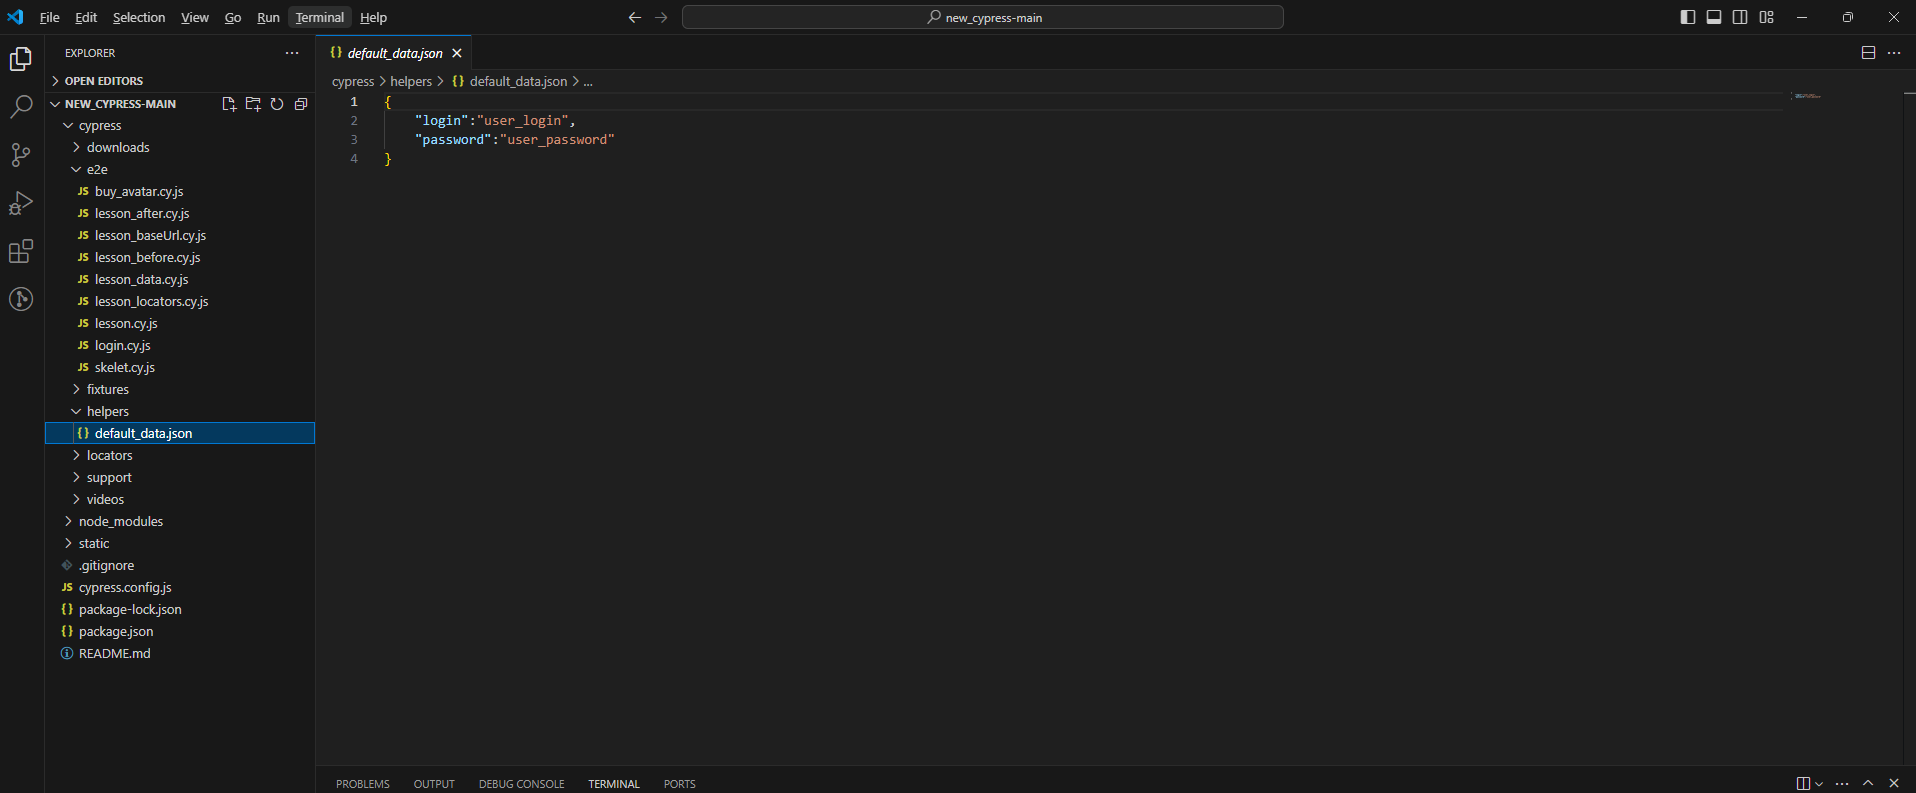 File Edit Selection View Go Run Terminal Help new_cypress-main
EXPLORER
OPEN EDITORS
NEW_CYPRESS-MAIN
cypress
downloads
e2e
JS buy_avatar.cy.js
JS lesson_after.cy.js
JS lesson_baseUrl.cy.js
JS lesson_before.cy.js
JS lesson_data.cy.js
JS lesson_locators.cy.js
JS lesson.cy.js
JS login.cy.js
JS skelet.cy.js
fixtures
helpers
{} default_data.json
locators
support
videos
node_modules
static
.gitignore
JS cypress.config.js
{} package-lock.json
{} package.json
README.md
{} default_data.json
cypress > helpers > {} default_data.json > ...
1 {
2 "login":"user_login",
3 "password":"user_password"
4 }
PROBLEMS OUTPUT DEBUG CONSOLE TERMINAL PORTS